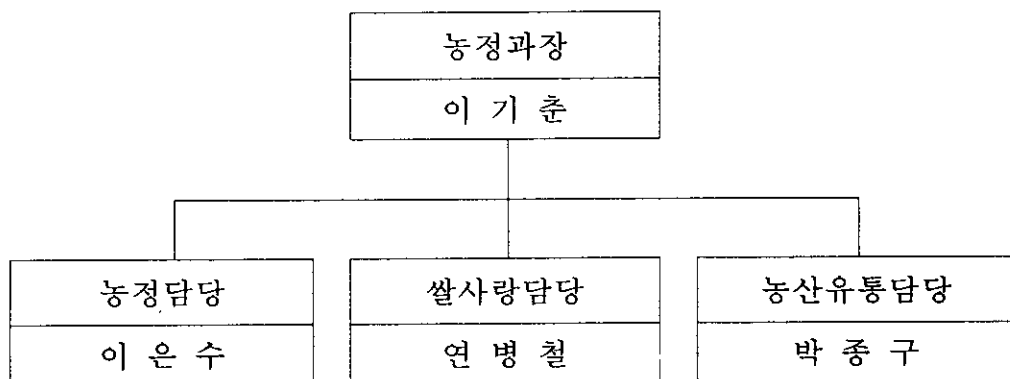 농정과장
이 기 춘
농정담당
이 은 수
쌀사랑담당
연 병 철
농산유통담당
박 종 구